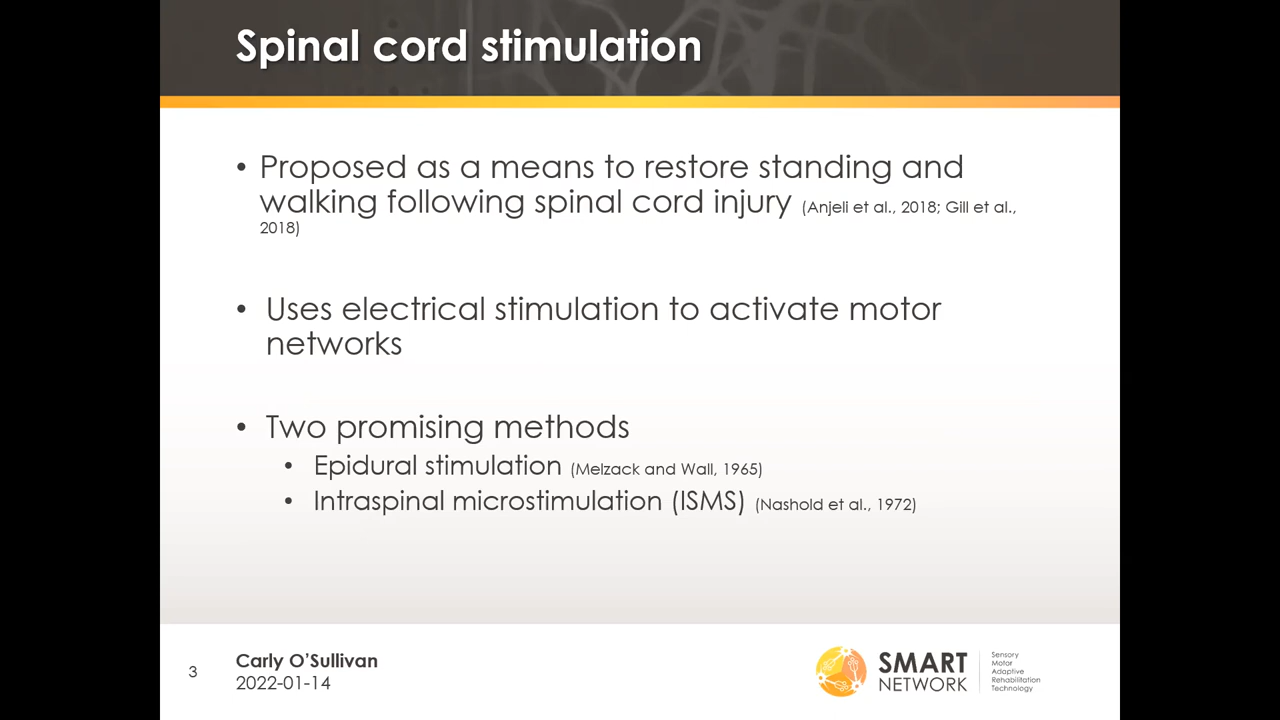 Spinal cord stimulation
• Proposed as a means to restore standing and
walking following spinal cord injury (Anjeli et al., 2018; Gill et al.,
2018)
• Uses electrical stimulation to activate motor
networks
• Two promising methods
• Epidural stimulation (Melzack and Wall, 1965)
• Intraspinal microstimulation (ISMS) (Nashold et al., 1972)
3
Carly O’Sullivan
2022-01-14
SMART
NETWORK
Sensory
Motor
Adaptive
Rehabilitation
Technology